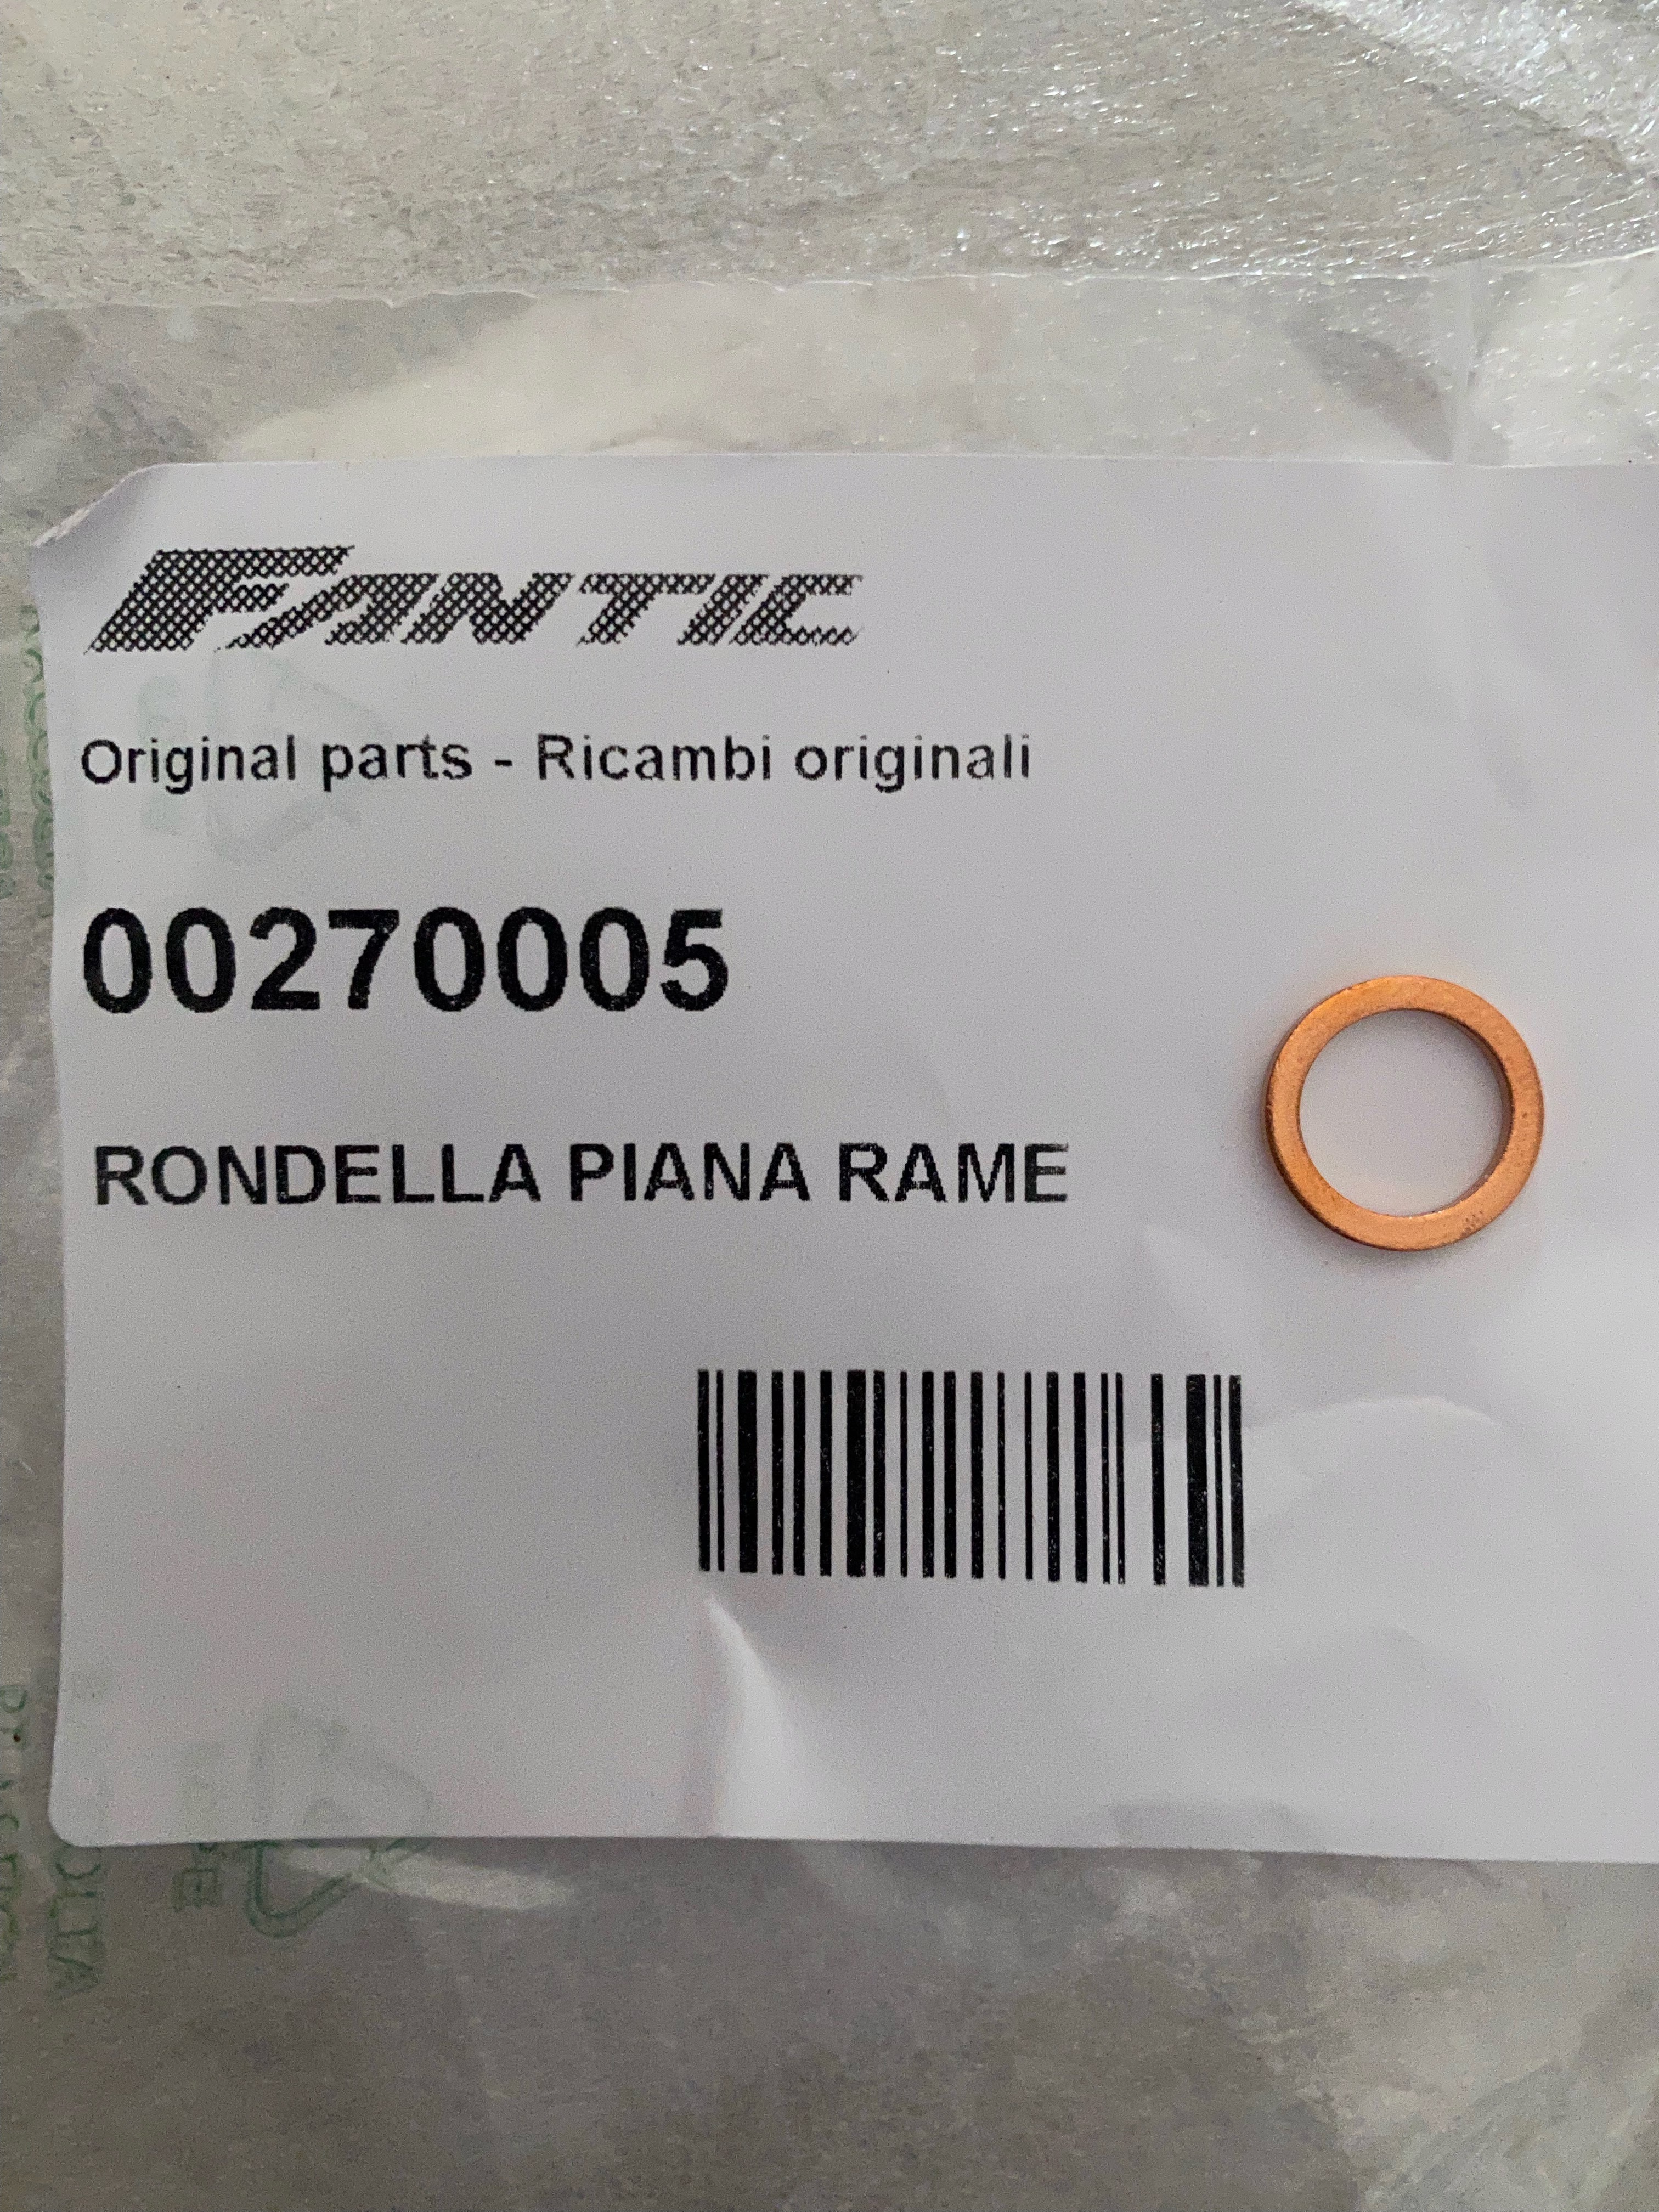 FANTIC
Original parts - Ricambi originali
00270005
RONDELLA PIANA RAME